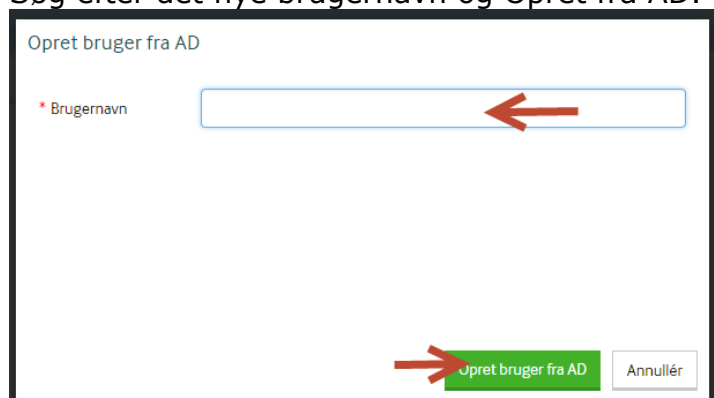 Søg efter det nye brugernavn og Opret fra AD.
Opret bruger fra AD
* Brugernavn
Opret bruger fra AD
Annullér